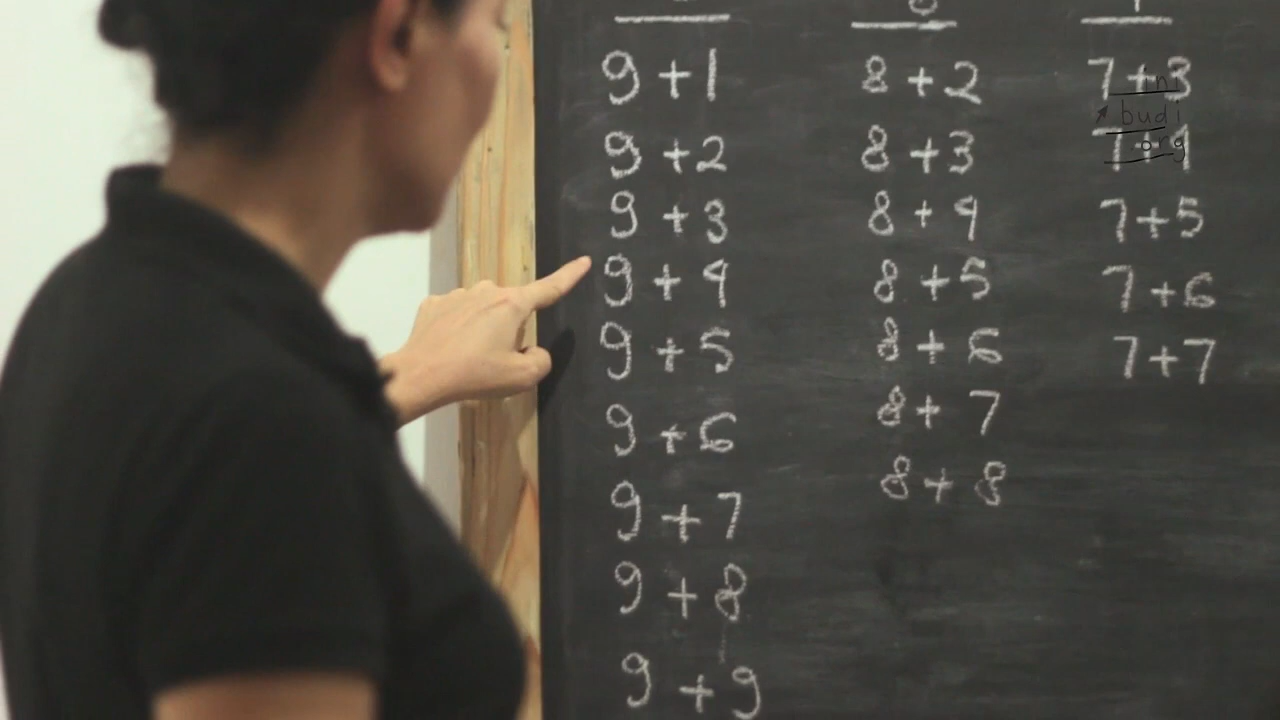 9 + 1
9 + 2
9 + 3
9 + 4
9 + 5
9 + 6
9 + 7
9 + 8
9 + 9
8 + 2
8 + 3
8 + 4
8 + 5
8 + 6
8 + 7
8 + 8
7 + 3
7 + 4
7 + 5
7 + 6
7 + 7
budi
org